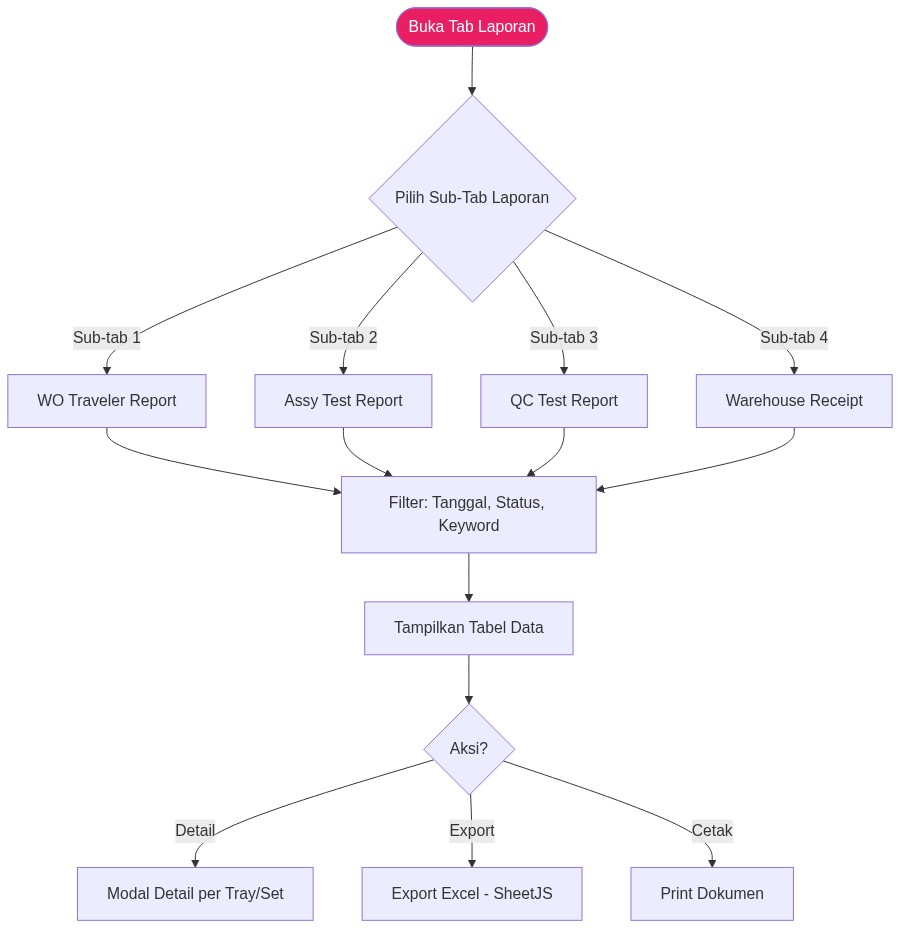 Buka Tab Laporan
Pilih Sub-Tab Laporan
Sub-tab 1
Sub-tab 2
Sub-tab 3
Sub-tab 4
WO Traveler Report
Assy Test Report
QC Test Report
Warehouse Receipt
Filter: Tanggal, Status,
Keyword
Tampilkan Tabel Data
Aksi?
Detail
Export
Cetak
Modal Detail per Tray/Set
Export Excel - SheetJS
Print Dokumen